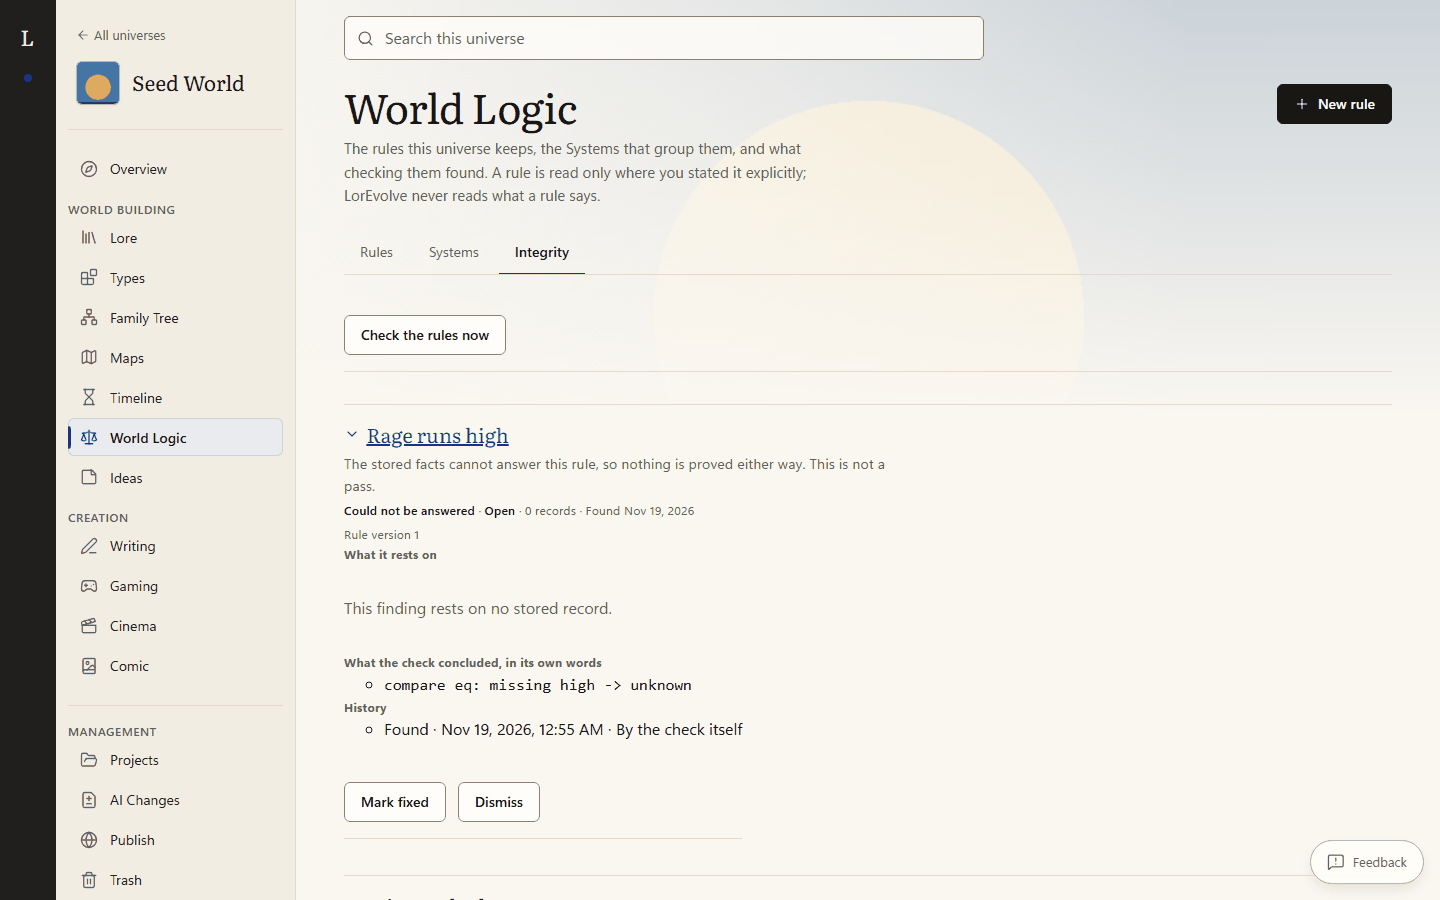 L
All universes
Seed World
Overview
WORLD BUILDING
Lore
Types
Family Tree
Maps
Timeline
World Logic
Ideas
CREATION
Writing
Gaming
Cinema
Comic
MANAGEMENT
Projects
AI Changes
Publish
Trash
Search this universe
World Logic
New rule
The rules this universe keeps, the Systems that group them, and what
checking them found. A rule is read only where you stated it explicitly;
LorEvolve never reads what a rule says.
Rules Systems Integrity
Check the rules now
Rage runs high
The stored facts cannot answer this rule, so nothing is proved either way. This is not a
pass.
Could not be answered · Open · 0 records · Found Nov 19, 2026
Rule version 1
What it rests on
This finding rests on no stored record.
What the check concluded, in its own words
compare eq: missing high -> unknown
History
Found · Nov 19, 2026, 12:55 AM · By the check itself
Mark fixed Dismiss
Feedback